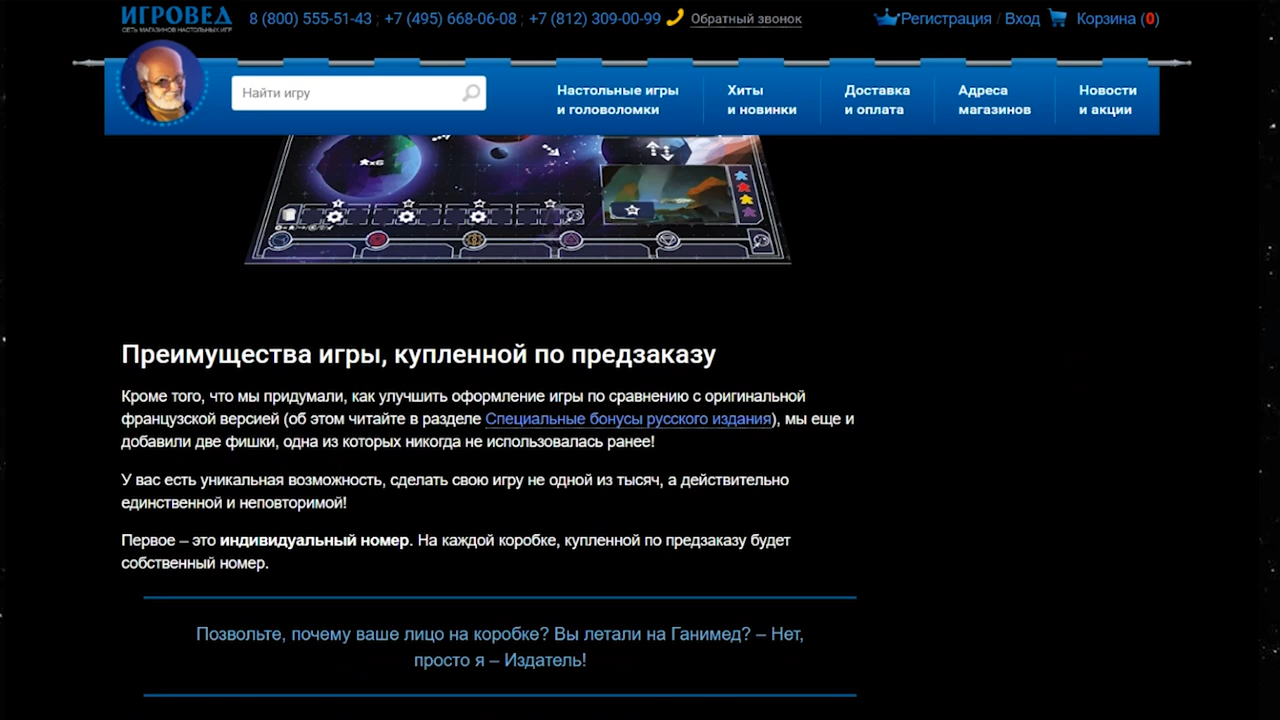 ИГРОВЕД
СЕТЬ МАГАЗИНОВ НАСТОЛЬНЫХ ИГР
8 (800) 555-51-43 ; +7 (495) 668-06-08 ; +7 (812) 309-00-99
Обратный звонок
Регистрация / Вход
Корзина (0)
Найти игру
Настольные игры
и головоломки
Хиты
и новинки
Доставка
и оплата
Адреса
магазинов
Новости
и акции
x6
Преимущества игры, купленной по предзаказу
Кроме того, что мы придумали, как улучшить оформление игры по сравнению с оригинальной
французской версией (об этом читайте в разделе Специальные бонусы русского издания), мы еще и
добавили две фишки, одна из которых никогда не использовалась ранее!
У вас есть уникальная возможность, сделать свою игру не одной из тысяч, а действительно
единственной и неповторимой!
Первое – это индивидуальный номер. На каждой коробке, купленной по предзаказу будет
собственный номер.
Позвольте, почему ваше лицо на коробке? Вы летали на Ганимед? – Нет,
просто я – Издатель!